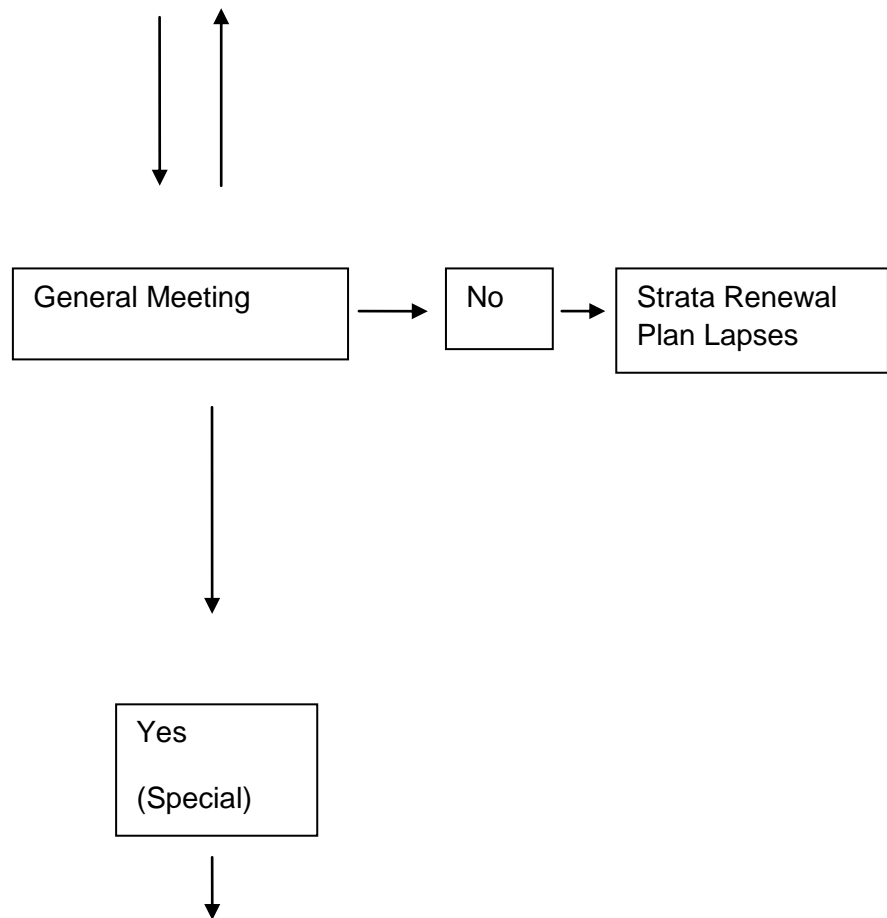 General Meeting
No
Strata Renewal
Plan Lapses
Yes
(Special)